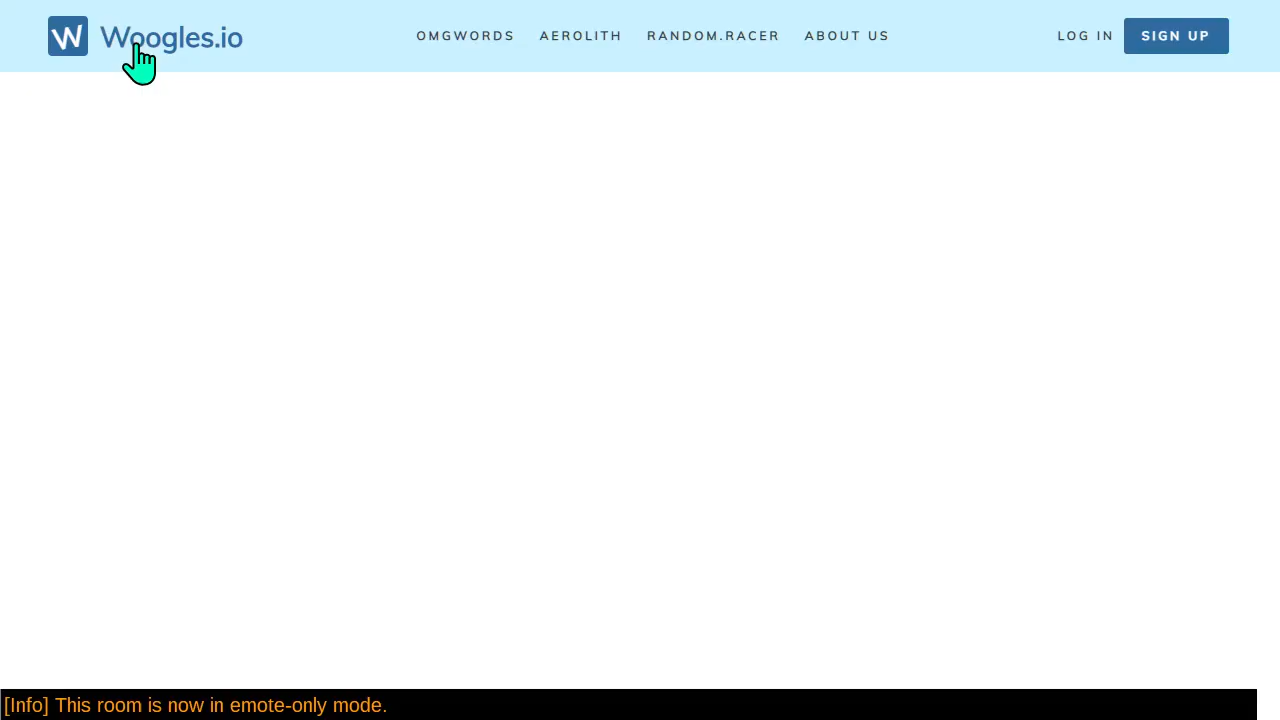 W Woogles.io
OMGWORDS AEROLITH RANDOM.RACER ABOUT US
LOG IN SIGN UP
[Info] This room is now in emote-only mode.